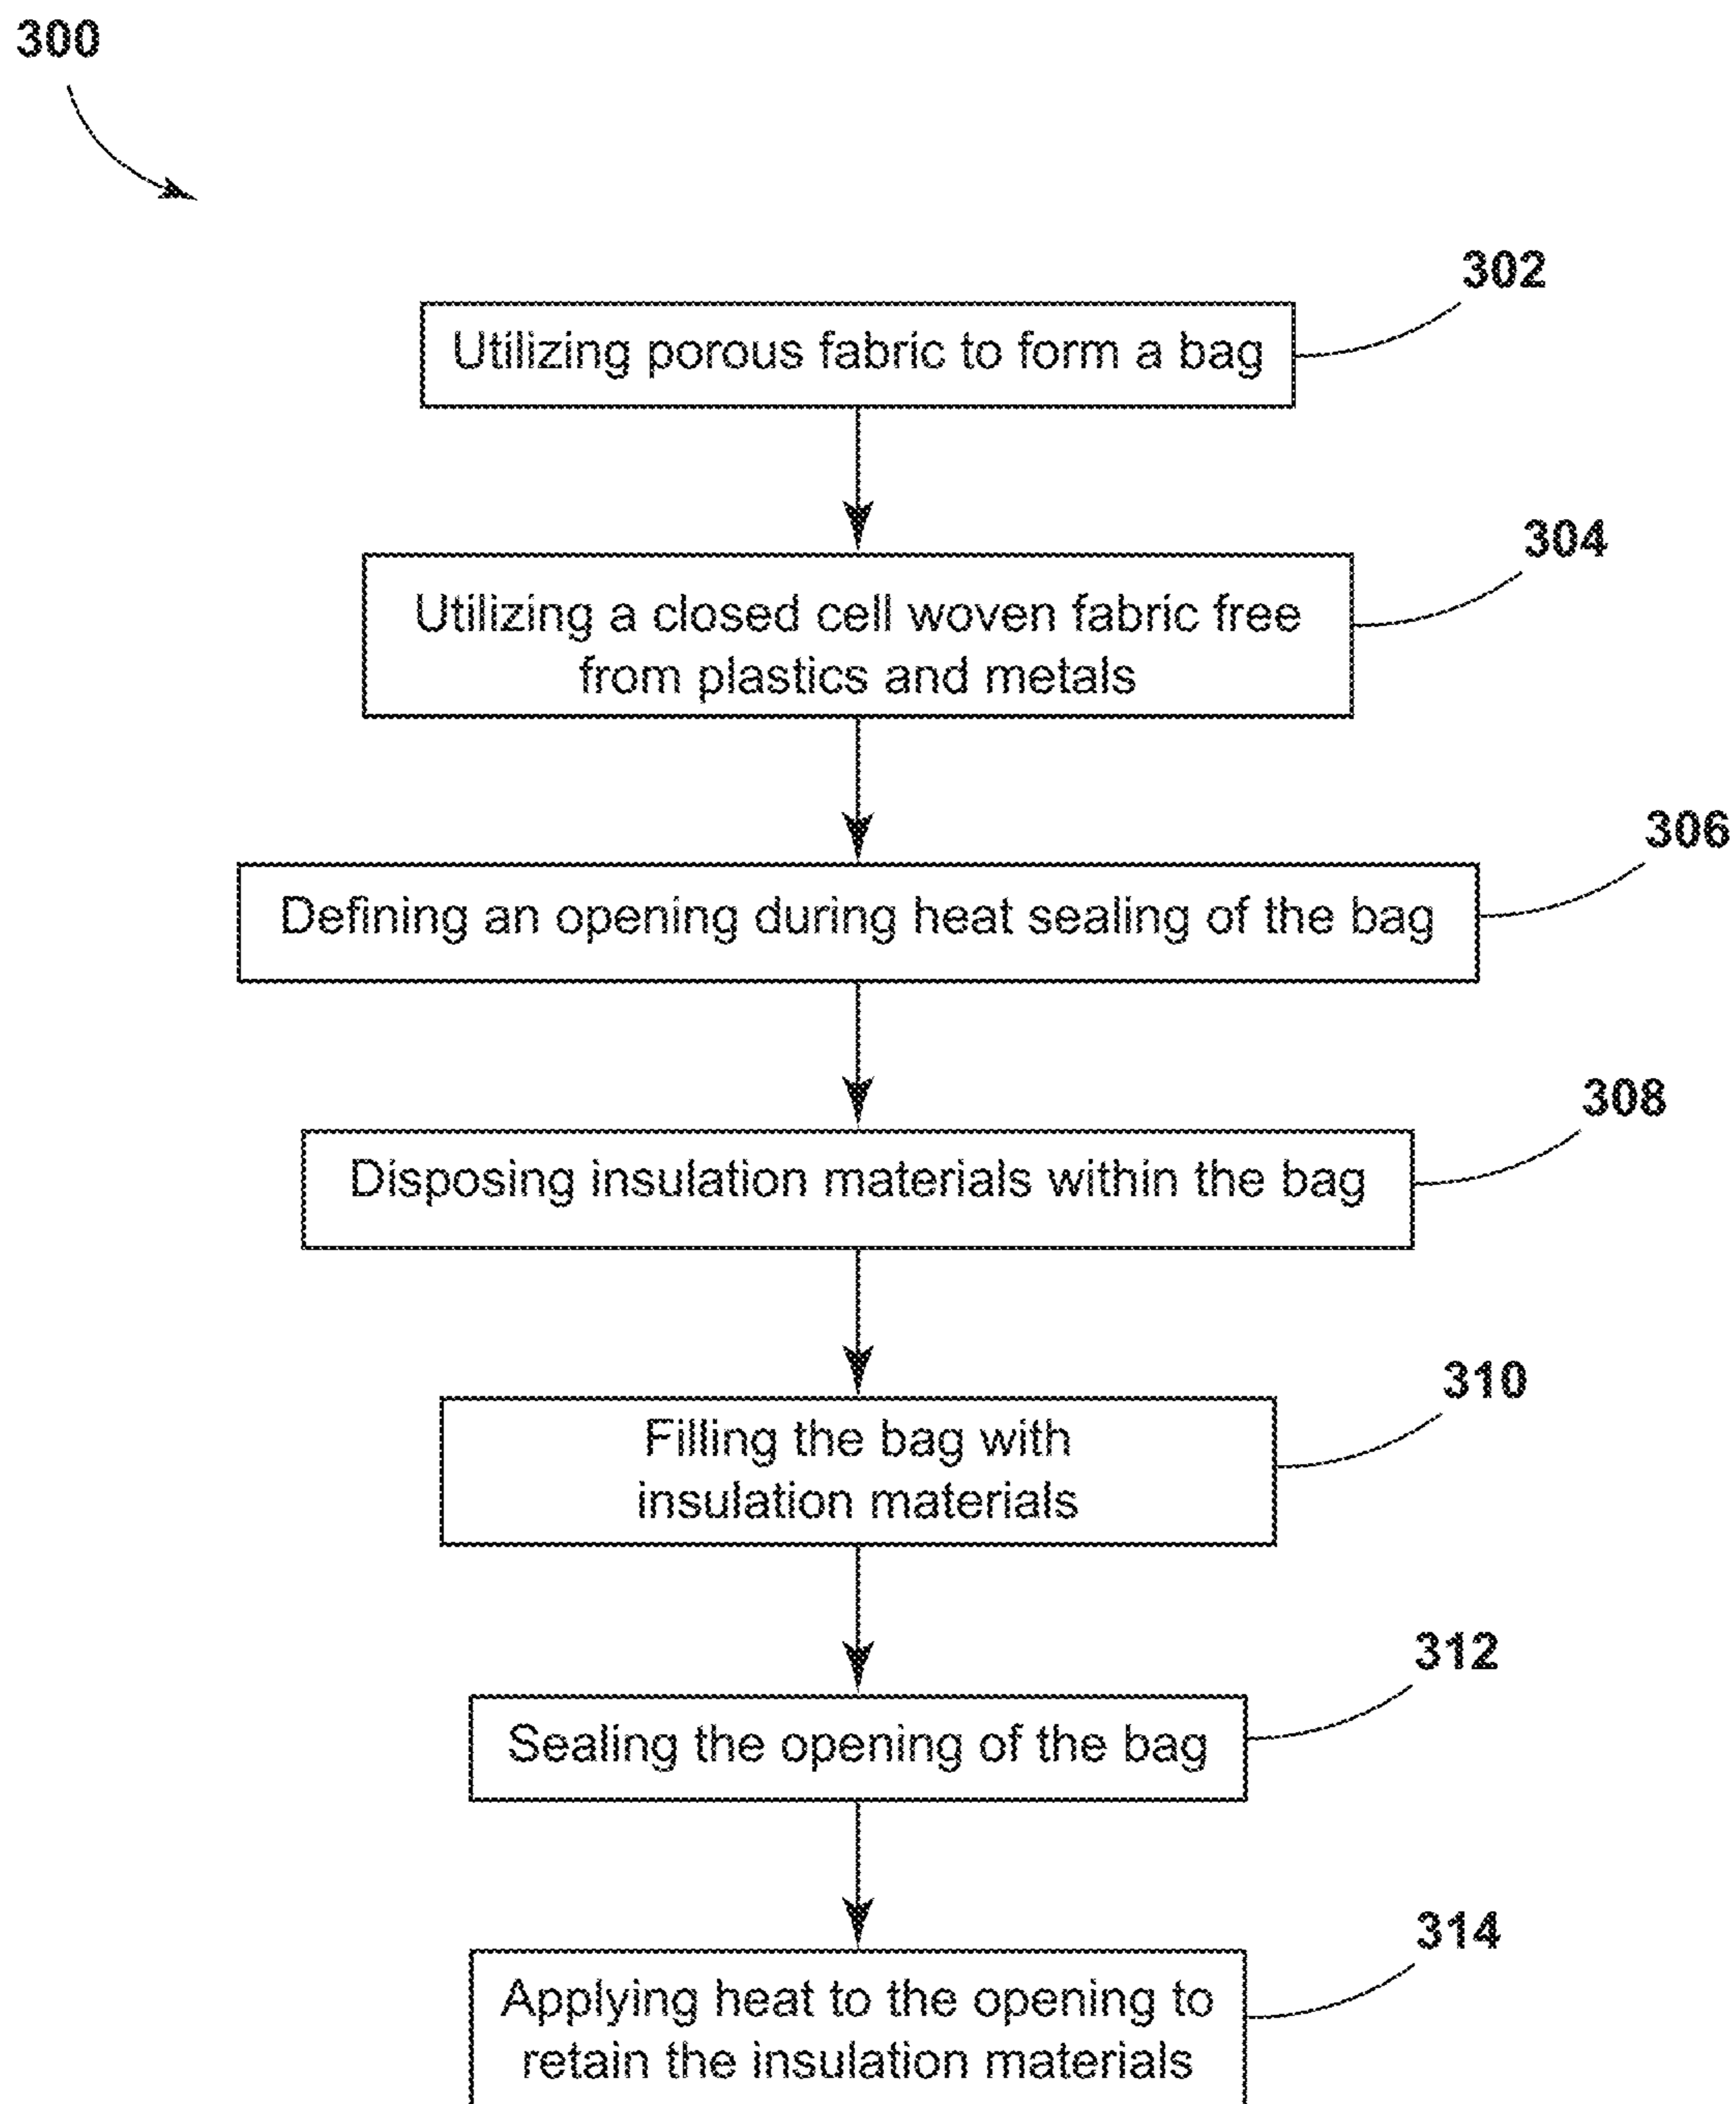 300
302
Utilizing porous fabric to form a bag
304
Utilizing a closed cell woven fabric free
from plastics and metals
306
Defining an opening during heat sealing of the bag
308
Disposing insulation materials within the bag
310
Filling the bag with
insulation materials
312
Sealing the opening of the bag
314
Applying heat to the opening to
retain the insulation materials